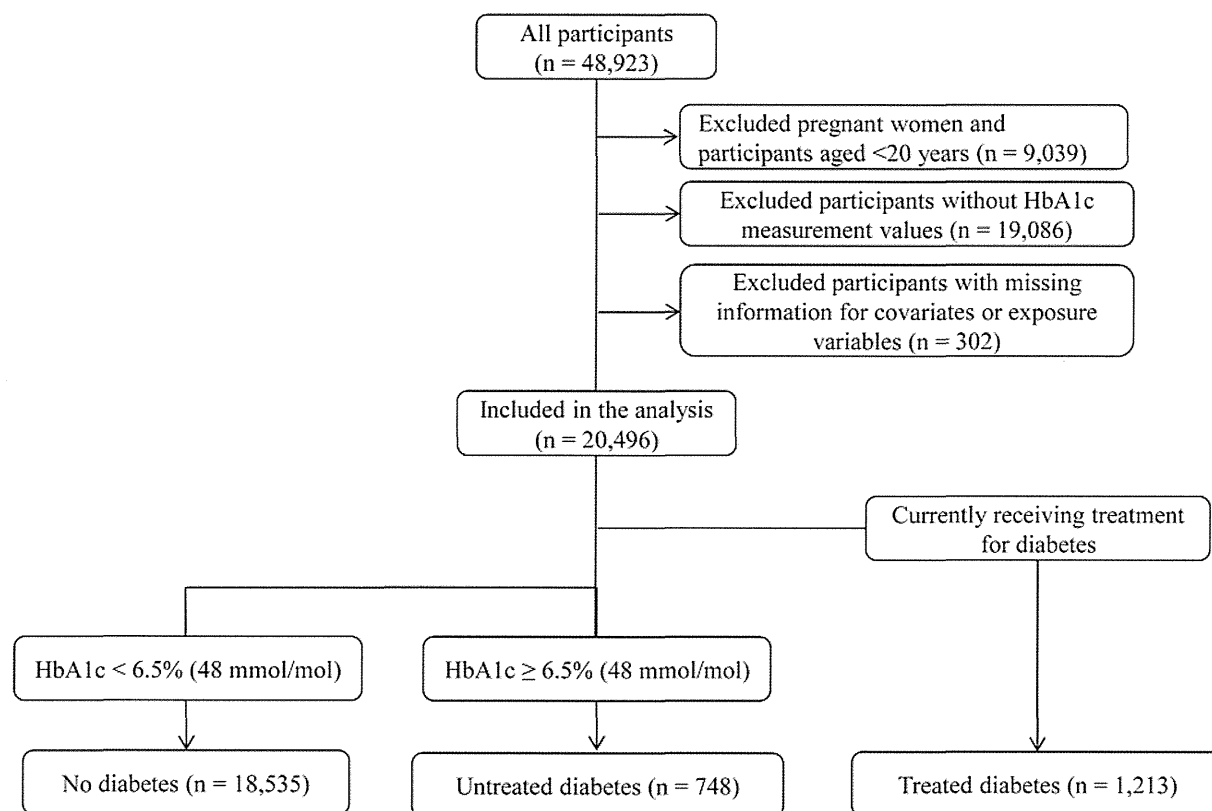 All participants
(n = 48,923)
Excluded pregnant women and
participants aged <20 years (n = 9,039)
Excluded participants without HbA1c
measurement values (n = 19,086)
Excluded participants with missing
information for covariates or exposure
variables (n = 302)
Included in the analysis
(n = 20,496)
Currently receiving treatment
for diabetes
HbA1c < 6.5% (48 mmol/mol)
HbA1c ≥ 6.5% (48 mmol/mol)
No diabetes (n = 18,535)
Untreated diabetes (n = 748)
Treated diabetes (n = 1,213)